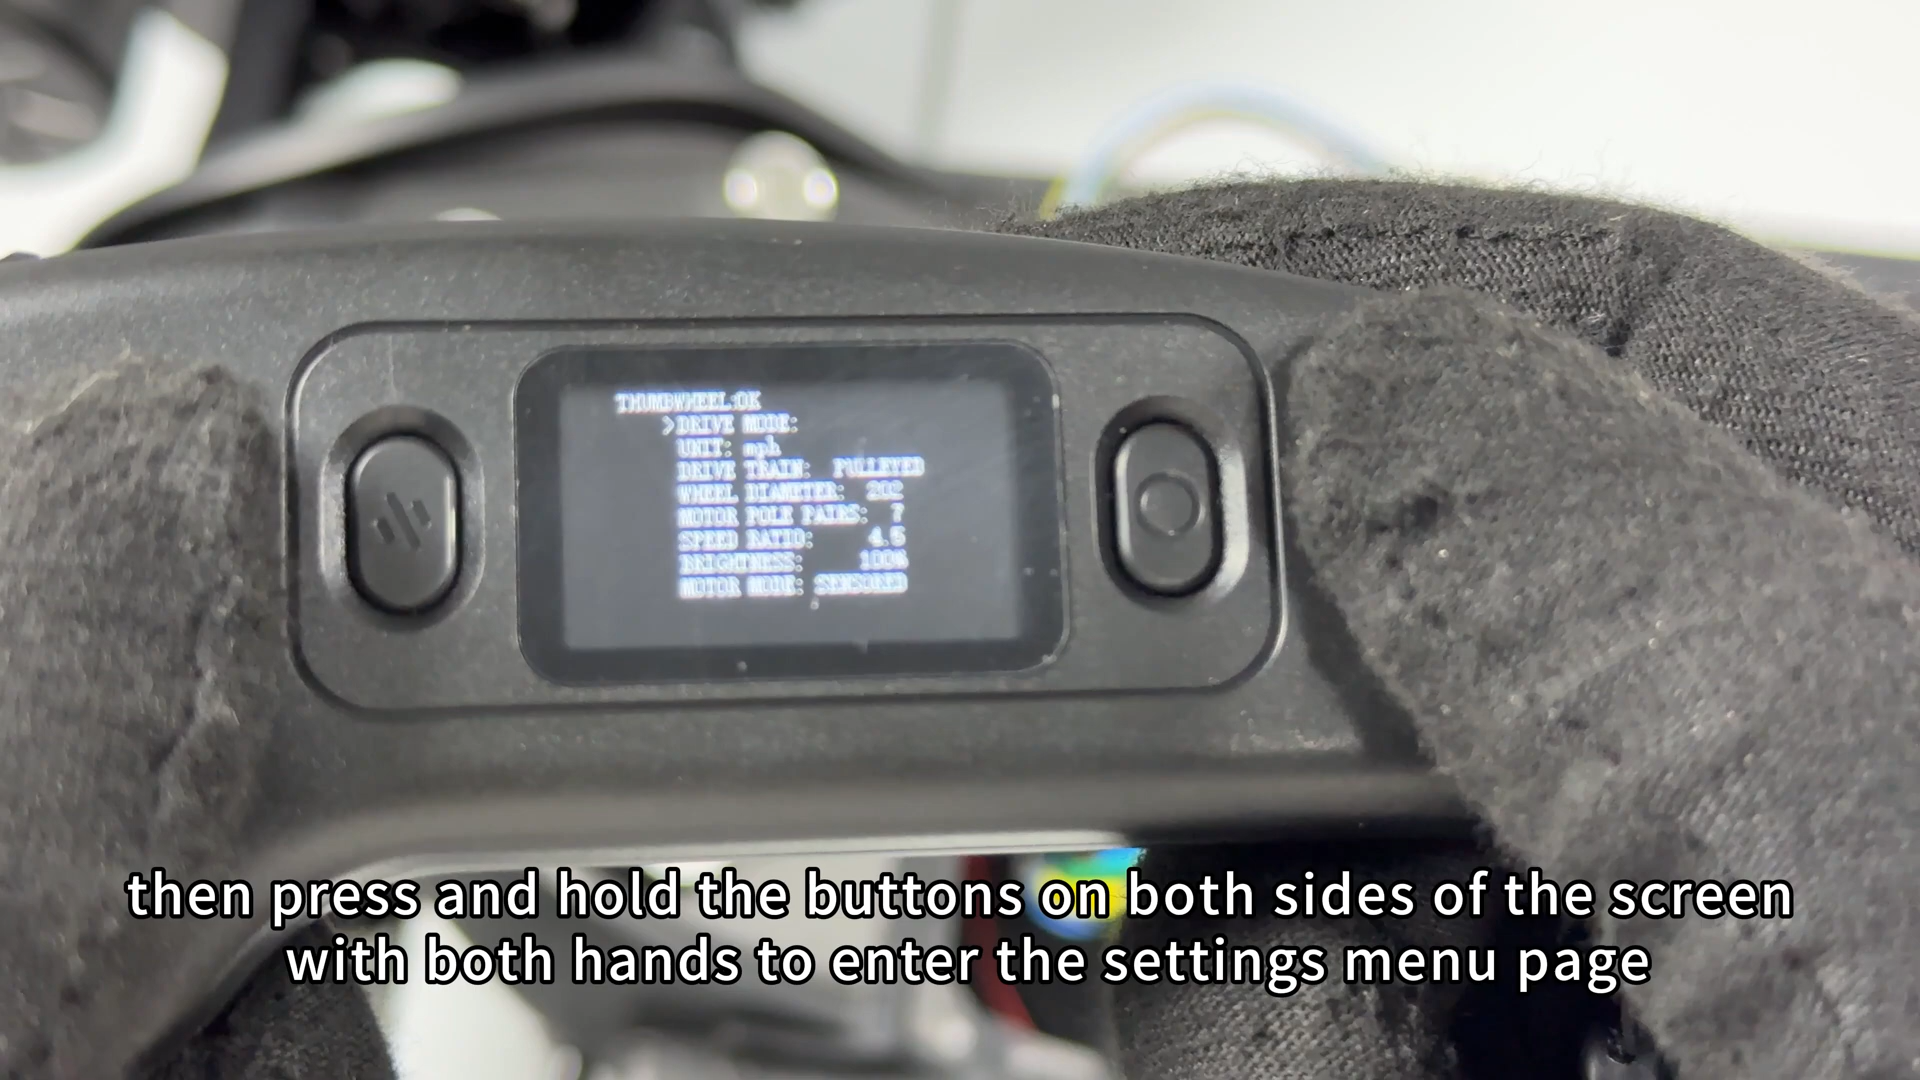 THUMBWHEEL:OK
>DRIVE MODE:
UNIT: mph
DRIVE TRAIN: PULLEYED
WHEEL DIAMETER: 202
MOTOR POLE PAIRS: 7
SPEED RATIO: 4.5
BRIGHTNESS: 100%
MOTOR MODE: SENSORED
then press and hold the buttons on both sides of the screen
with both hands to enter the settings menu page